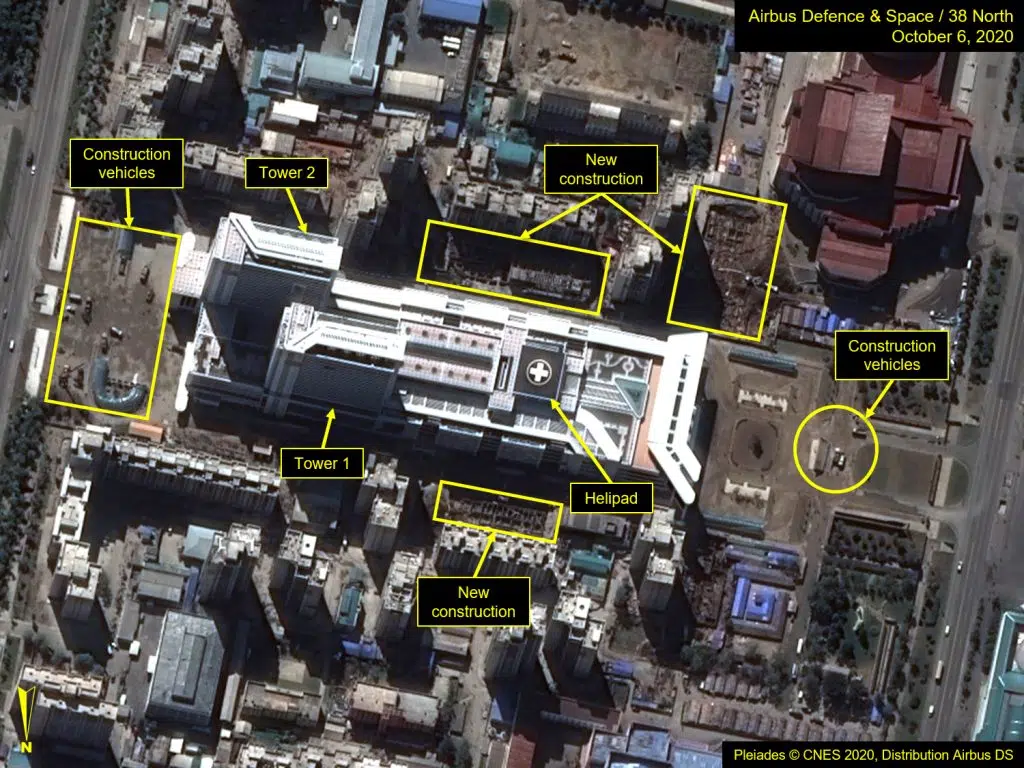 Airbus Defence & Space / 38 North
October 6, 2020
Construction
vehicles
Tower 2
New
construction
Construction
vehicles
Tower 1
Helipad
New
construction
N
Pleiades © CNES 2020, Distribution Airbus DS